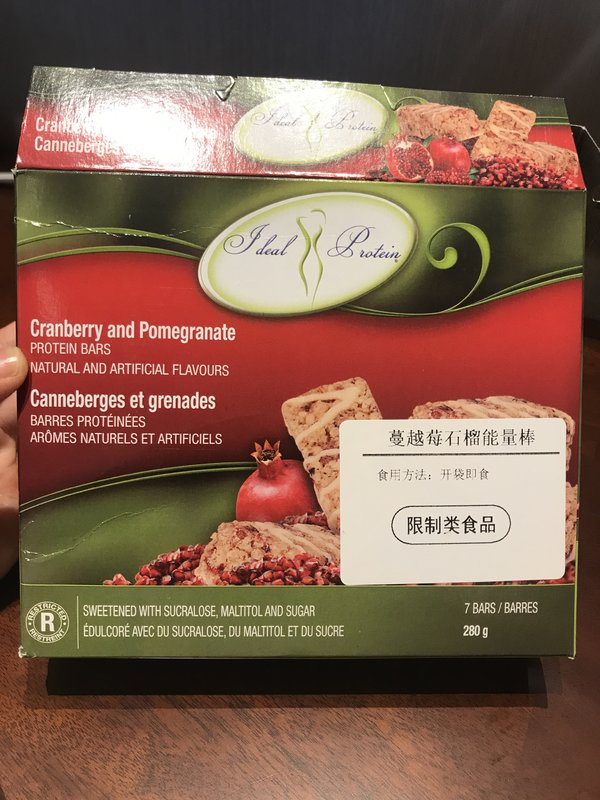 Canneberge
Ideal Protein
Ideal Protein
Cranberry and Pomegranate
PROTEIN BARS
NATURAL AND ARTIFICIAL FLAVOURS
Canneberges et grenades
BARRES PROTÉINÉES
ARÔMES NATURELS ET ARTIFICIELS
蔓越莓石榴能量棒
食用方法：开袋即食
限制类食品
RESTRICTED
R
RESTREINT
SWEETENED WITH SUCRALOSE, MALTITOL AND SUGAR
ÉDULCORÉ AVEC DU SUCRALOSE, DU MALTITOL ET DU SUCRE
7 BARS / BARRES
280 g